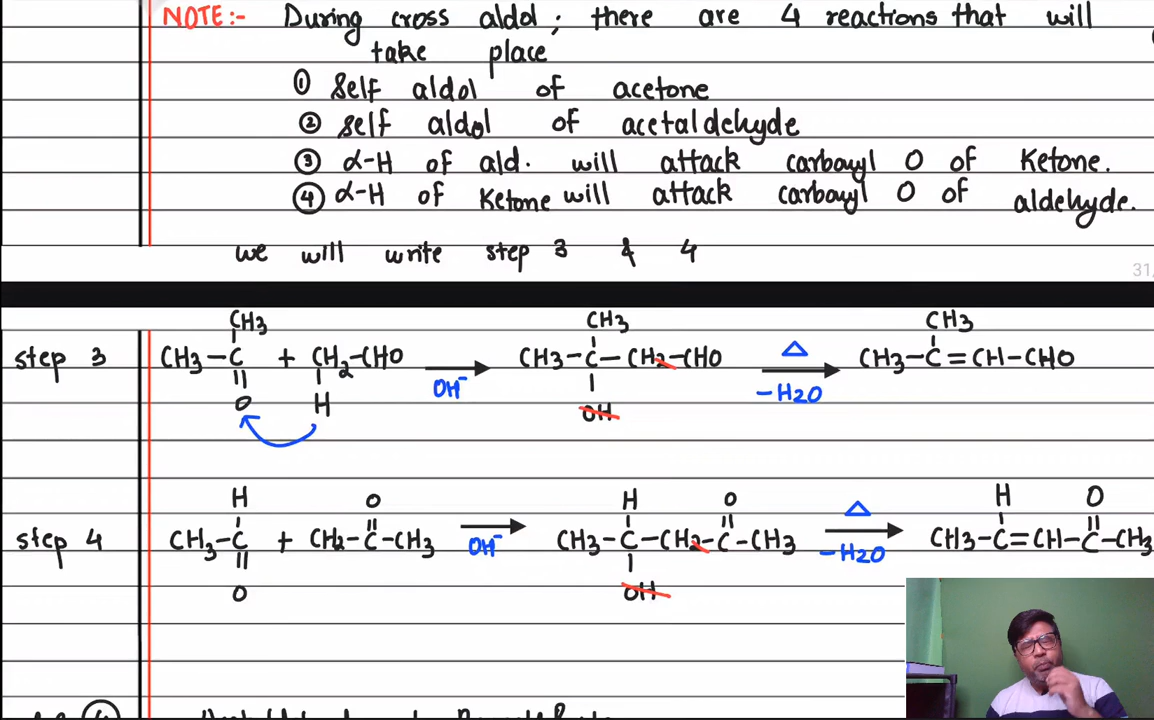 NOTE:- During cross aldol ; there are 4 reactions that will
take place
① Self aldol of acetone
② self aldol of acetaldehyde
③ α-H of ald. will attack carbonyl O of Ketone.
④ α-H of Ketone will attack carbonyl O of aldehyde.
we will write step 3 & 4
31,
CH3 CH3 CH3
step 3 CH3-C + CH2-CHO OH⁻ CH3-C-CH2-CHO Δ -H2O CH3-C=CH-CHO
O H OH
H O H O H O
step 4 CH3-C + CH2-C-CH3 OH⁻ CH3-C-CH2-C-CH3 Δ -H2O CH3-C=CH-C-CH3
O OH